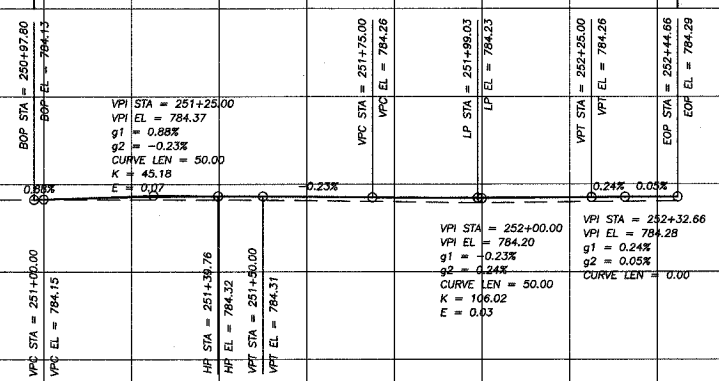 BOP STA = 250+97.80
BOP EL = 784.13
VPC STA = 251+75.00
VPC EL = 784.26
LP STA = 251+99.03
LP EL = 784.23
VPT STA = 252+25.00
VPT EL = 784.26
EOP STA = 252+44.66
EOP EL = 784.29
VPI STA = 251+25.00
VPI EL = 784.37
g1 = 0.88%
g2 = -0.23%
CURVE LEN = 50.00
K = 45.18
E = 0.07
0.88%
-0.23%
0.24%
0.05%
VPI STA = 252+00.00
VPI EL = 784.20
g1 = -0.23%
g2 = 0.24%
CURVE LEN = 50.00
K = 106.02
E = 0.03
VPI STA = 252+32.66
VPI EL = 784.28
g1 = 0.24%
g2 = 0.05%
CURVE LEN = 0.00
VPC STA = 251+00.00
VPC EL = 784.15
HP STA = 251+39.76
HP EL = 784.32
VPT STA = 251+50.00
VPT EL = 784.31